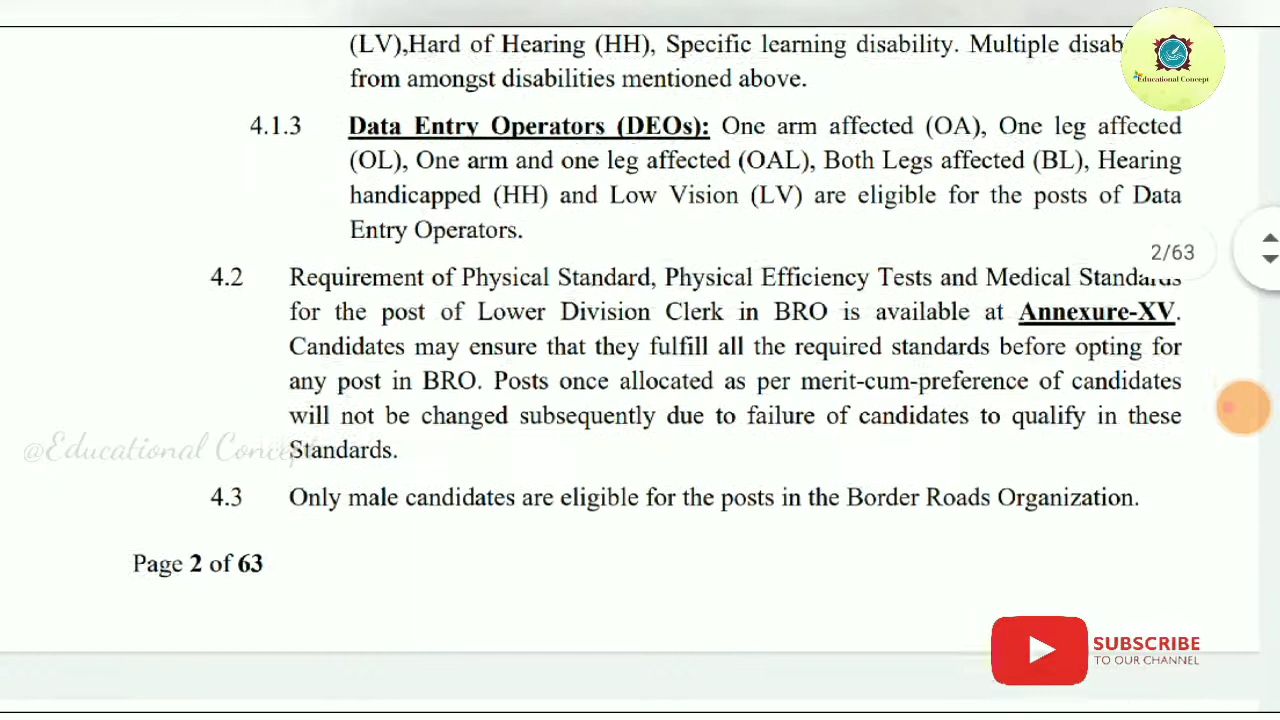 (LV),Hard of Hearing (HH), Specific learning disability. Multiple
from amongst disabilities mentioned above.
Educational Concept
4.1.3 Data Entry Operators (DEOs): One arm affected (OA), One leg affected
(OL), One arm and one leg affected (OAL), Both Legs affected (BL), Hearing
handicapped (HH) and Low Vision (LV) are eligible for the posts of Data
Entry Operators.
2/63
4.2 Requirement of Physical Standard, Physical Efficiency Tests and Medical Standards
for the post of Lower Division Clerk in BRO is available at Annexure-XV.
Candidates may ensure that they fulfill all the required standards before opting for
any post in BRO. Posts once allocated as per merit-cum-preference of candidates
will not be changed subsequently due to failure of candidates to qualify in these
@Educational Concept
Standards.
4.3 Only male candidates are eligible for the posts in the Border Roads Organization.
Page 2 of 63
SUBSCRIBE
TO OUR CHANNEL